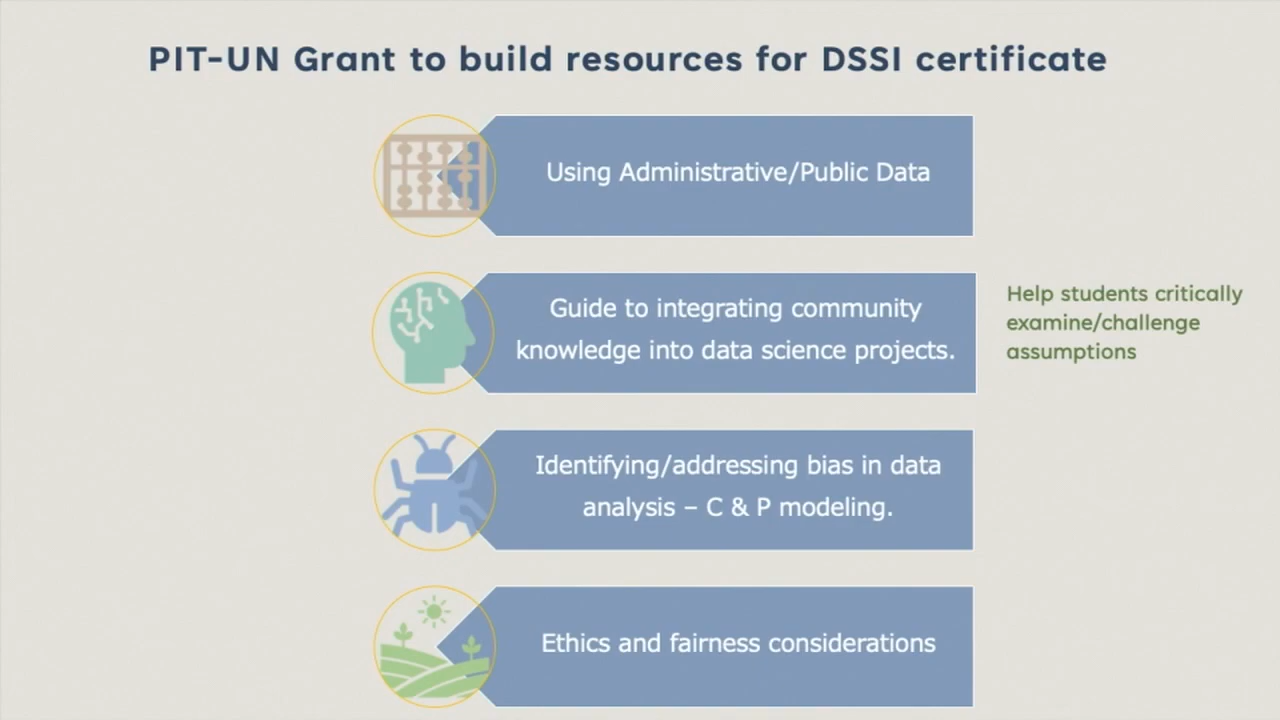 PIT-UN Grant to build resources for DSSI certificate
Using Administrative/Public Data
Guide to integrating community
knowledge into data science projects.
Help students critically
examine/challenge
assumptions
Identifying/addressing bias in data
analysis – C & P modeling.
Ethics and fairness considerations